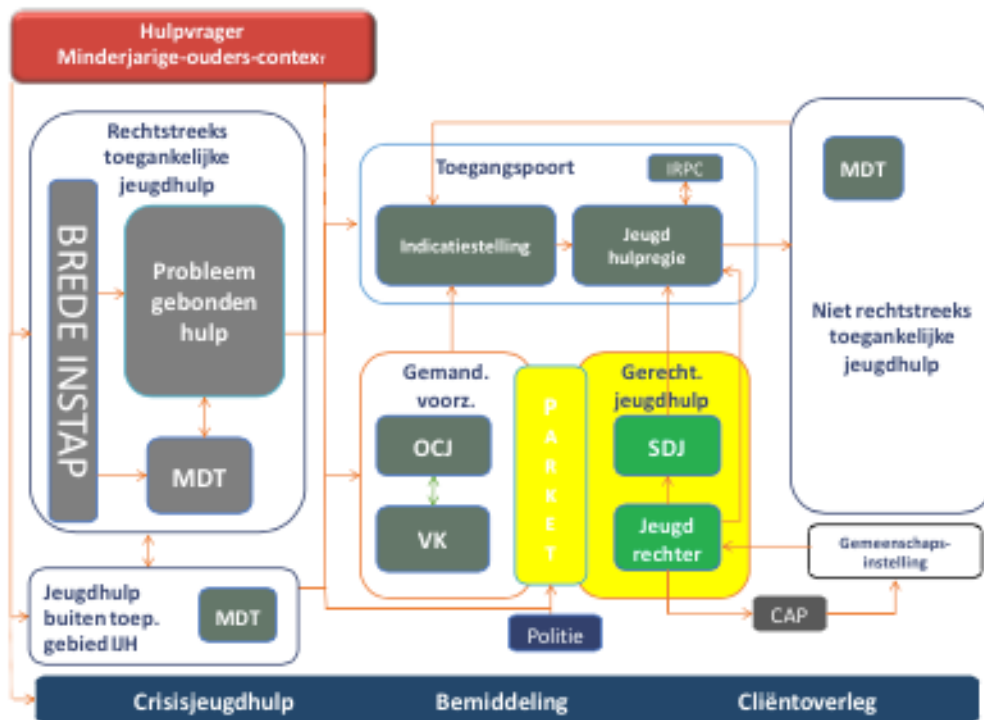 Hulpvrager
Minderjarige-ouders-context
Rechtstreeks
toegankelijke
jeugdhulp
BREDE INSTAP
Probleem
gebonden
hulp
MDT
Jeugdhulp
buiten toep.
gebied IJH
MDT
Toegangspoort
IRPC
Indicatiestelling
Jeugd
hulpregie
Gemand.
voorz.
OCJ
VK
PARKET
Gerecht.
jeugdhulp
SDJ
Jeugd
rechter
Politie
MDT
Niet rechtstreeks
toegankelijke
jeugdhulp
Gemeenschaps-
instelling
CAP
Crisisjeugdhulp Bemiddeling Cliëntoverleg